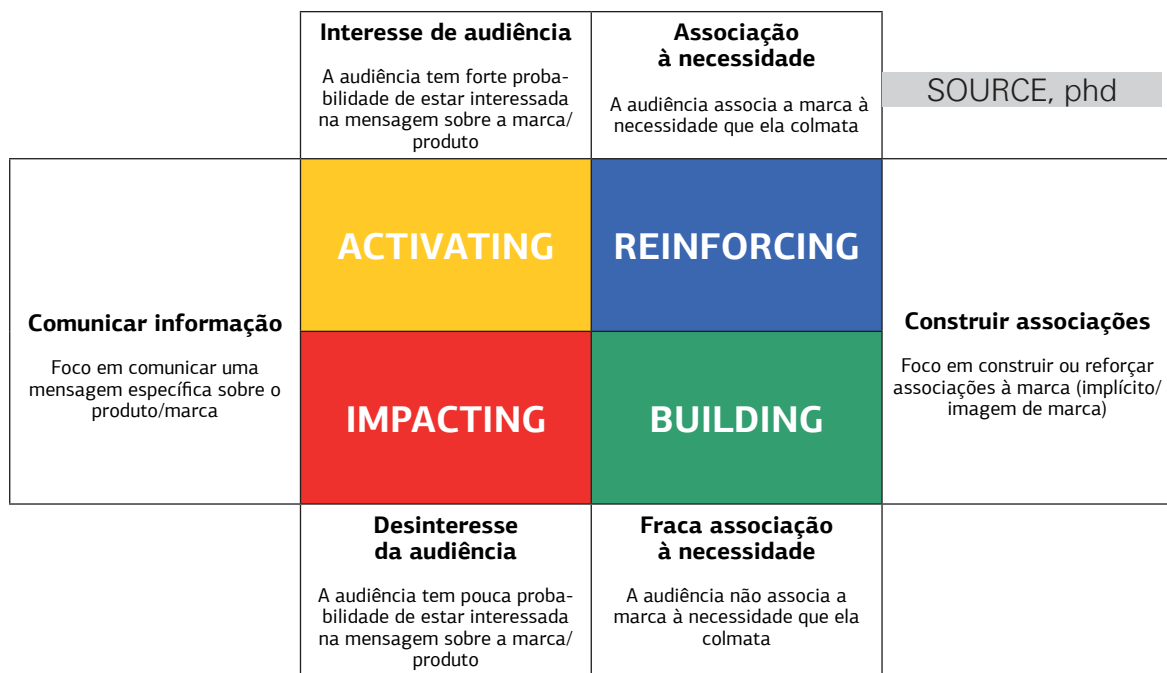 Interesse de audiência
A audiência tem forte proba-
bilidade de estar interessada
na mensagem sobre a marca/
produto
Associação
à necessidade
A audiência associa a marca à
necessidade que ela colmata
SOURCE, phd
Comunicar informação
Foco em comunicar uma
mensagem específica sobre o
produto/marca
ACTIVATING
REINFORCING
IMPACTING
BUILDING
Construir associações
Foco em construir ou reforçar
associações à marca (implícito/
imagem de marca)
Desinteresse
da audiência
A audiência tem pouca proba-
bilidade de estar interessada
na mensagem sobre a marca/
produto
Fraca associação
à necessidade
A audiência não associa a
marca à necessidade que ela
colmata